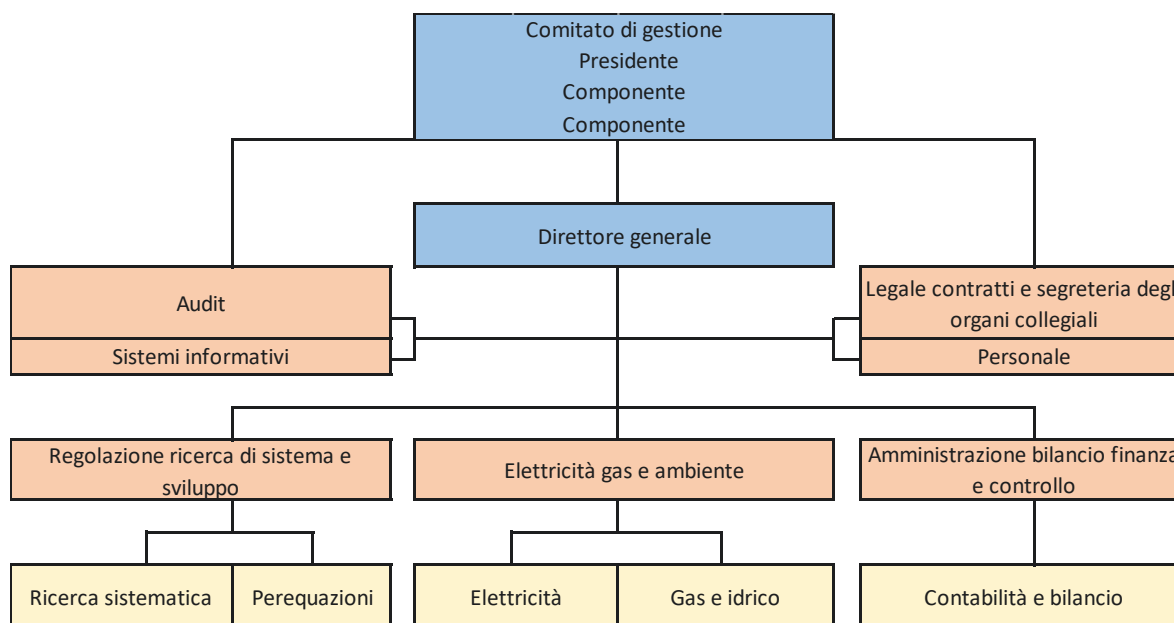 Comitato di gestione
Presidente
Componente
Componente
Direttore generale
Audit
Sistemi informativi
Legale contratti e segreteria degl
organi collegiali
Personale
Regolazione ricerca di sistema e
sviluppo
Elettricità gas e ambiente
Amministrazione bilancio finanza
e controllo
Ricerca sistematica
Perequazioni
Elettricità
Gas e idrico
Contabilità e bilancio